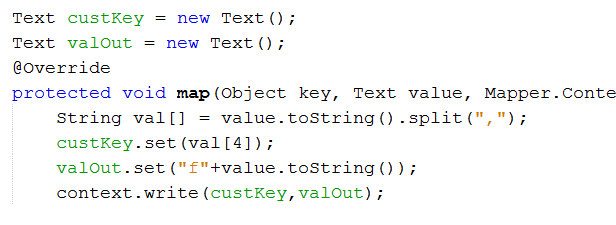 Text custKey = new Text();
Text valOut = new Text();
@Override
protected void map(Object key, Text value, Mapper.Conte
String val[] = value.toString().split(",");
custKey.set(val[4]);
valOut.set("f"+value.toString());
context.write(custKey,valOut);